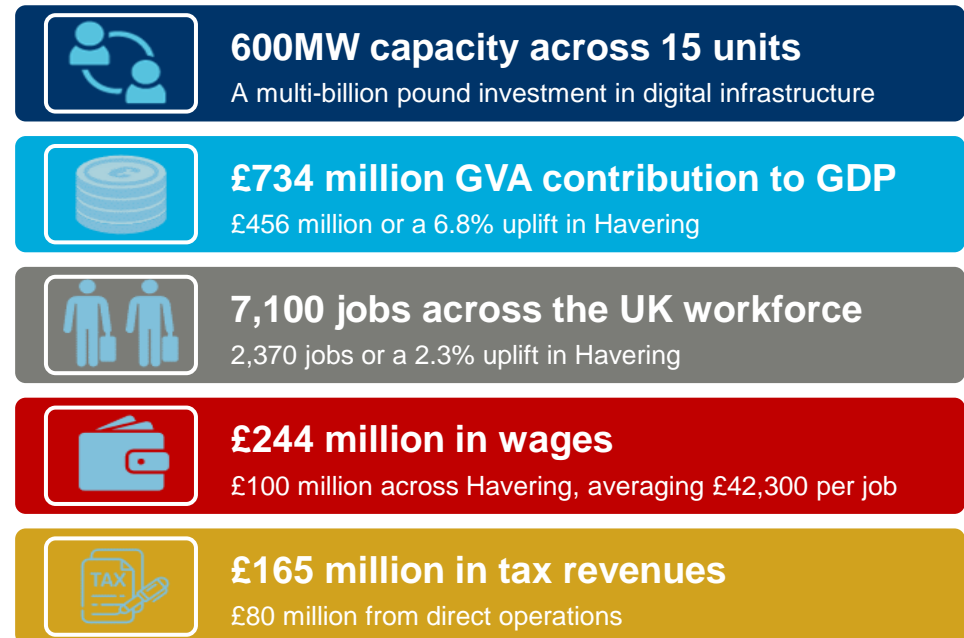 600MW capacity across 15 units
A multi-billion pound investment in digital infrastructure
£734 million GVA contribution to GDP
£456 million or a 6.8% uplift in Havering
7,100 jobs across the UK workforce
2,370 jobs or a 2.3% uplift in Havering
£244 million in wages
£100 million across Havering, averaging £42,300 per job
TAX
£165 million in tax revenues
£80 million from direct operations